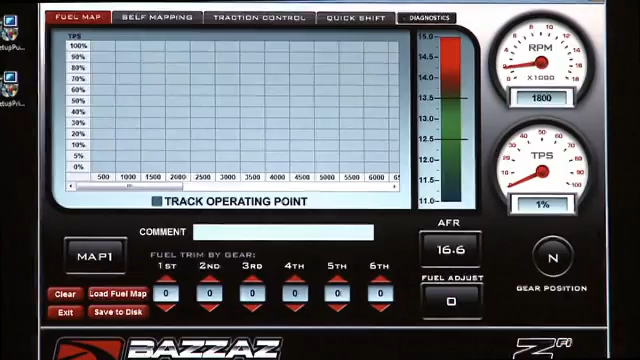 FUEL MAP SELF MAPPING TRACTION CONTROL QUICK SHIFT DIAGNOSTICS
TPS
100%
90%
80%
70%
60%
50%
40%
30%
20%
10%
5%
0%
500 1000 1500 2000 2500 3000 3500 4000 4500 5000 5500 6000
TRACK OPERATING POINT
15.0
14.5
14.0
13.5
13.0
12.5
12.0
11.5
11.0
RPM
X1000
1800
TPS
1%
COMMENT
MAP1
FUEL TRIM BY GEAR:
1ST 2ND 3RD 4TH 5TH 6TH
0 0 0 0 0 0
AFR
16.6
FUEL ADJUST
0
N
GEAR POSITION
Clear Load Fuel Map
Exit Save to Disk
BAZZAZ
Z FI